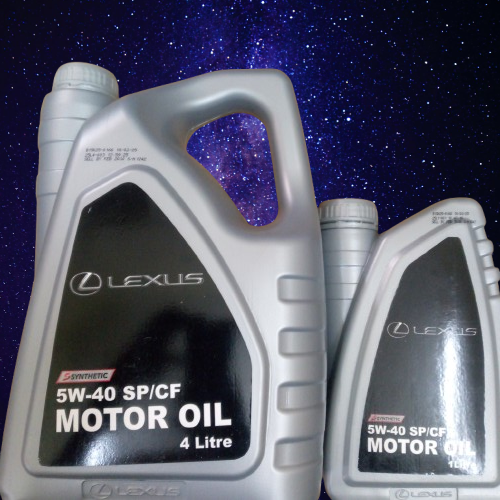 LEXUS
SYNTHETIC
5W-40 SP/CF
MOTOR OIL
4 Litre
LEXUS
LEXUS
SYNTHETIC
5W-40 SP/CF
MOTOR OIL